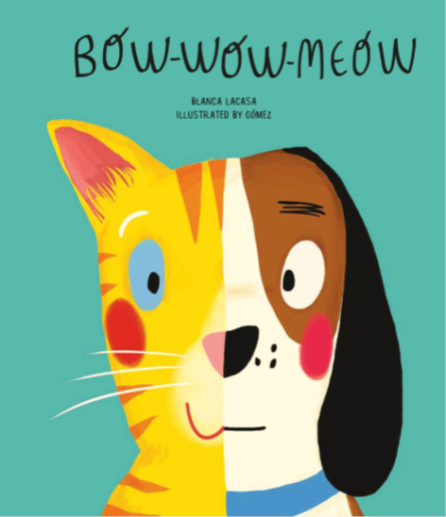 BOW-WOW-MEOW
BLANCA LACASA
ILLUSTRATED BY GÓMEZ